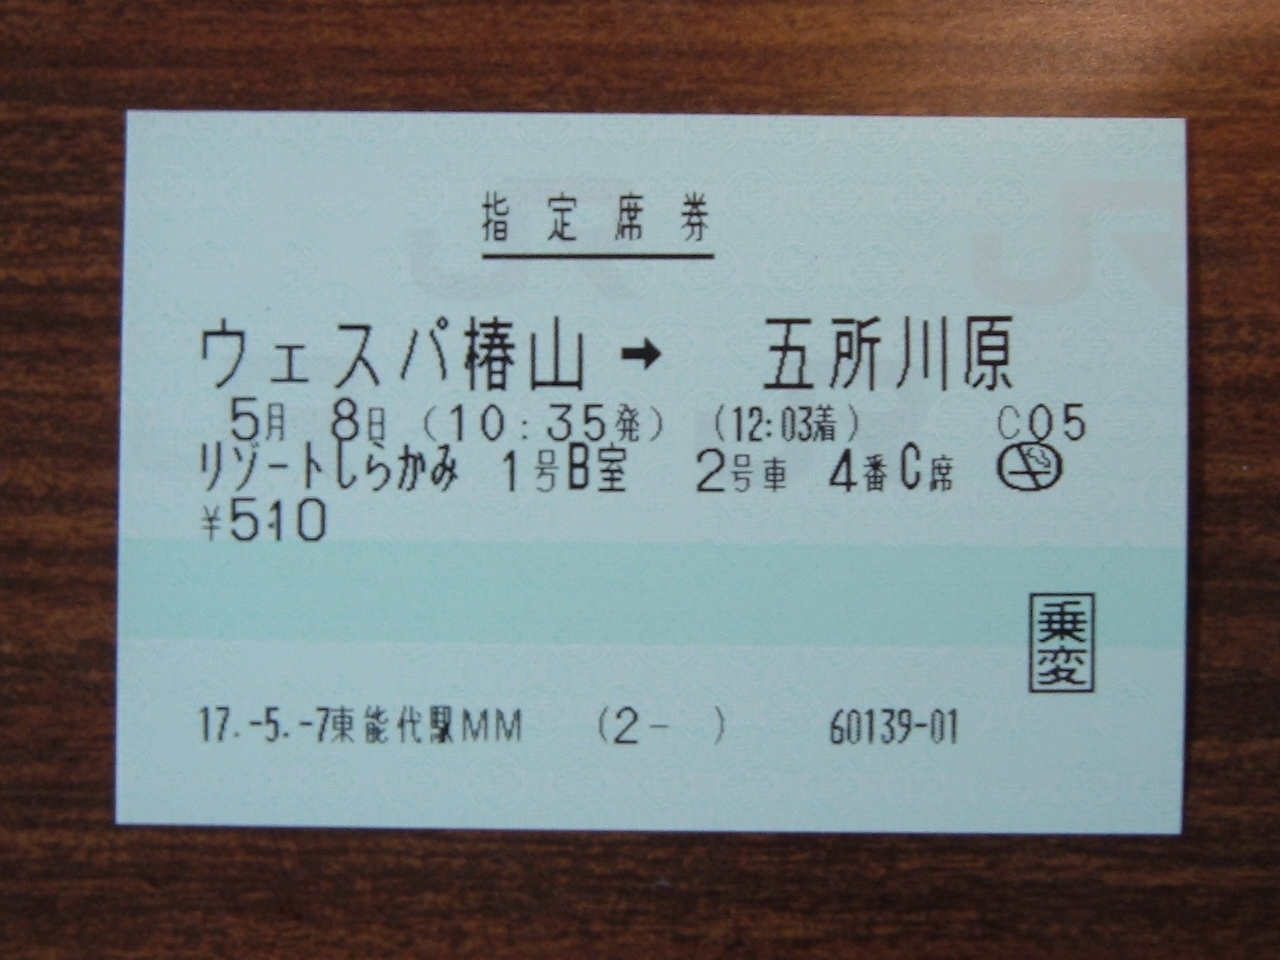 指定席券
ウェスパ椿山 → 五所川原
5月 8日 (10:35発) (12:03着) C05
リゾートしらかみ 1号B室 2号車 4番C席
¥510
乗変
17.-5.-7東能代駅MM (2- ) 60139-01